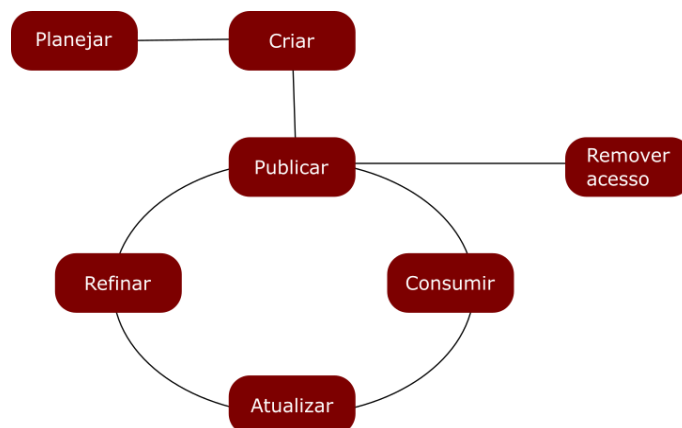 Planejar
Criar
Publicar
Remover
acesso
Refinar
Consumir
Atualizar